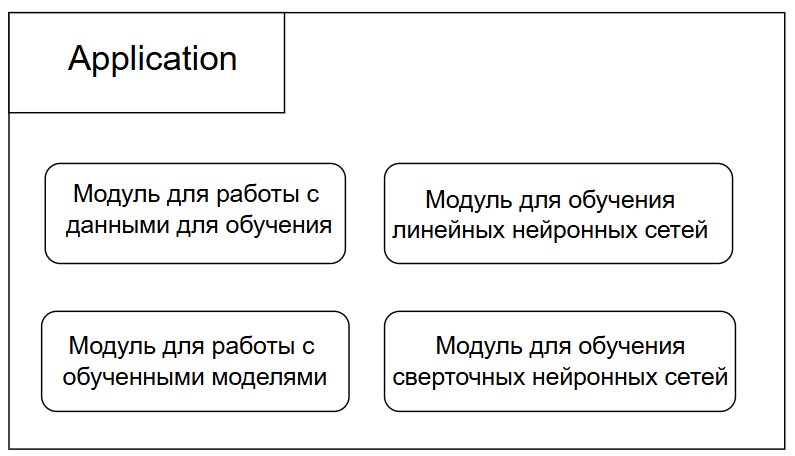 Application
Модуль для работы с
данными для обучения
Модуль для обучения
линейных нейронных сетей
Модуль для работы с
обученными моделями
Модуль для обучения
сверточных нейронных сетей